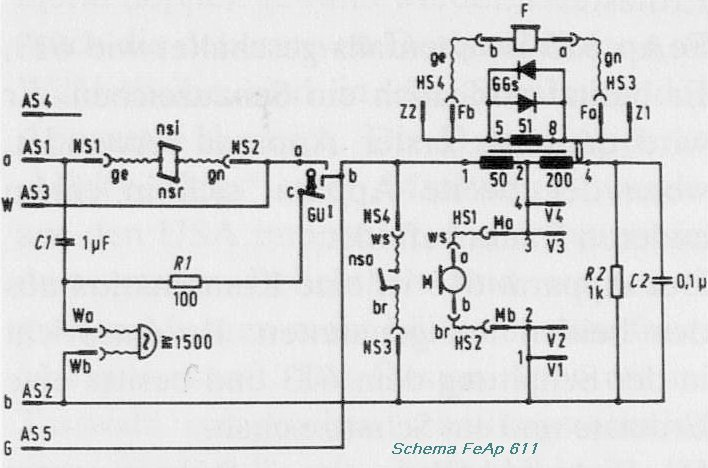 F
b a
ge gn
HS4 GGs HS3
Z2 Fb Fa Z1
5 51 8
AS4
nsi
a AS1 NS1 NS2 a
ge nsr gn
b
1 50 2 200 4
W AS3
c GU I
C1 1µF
R1
100
NS4
ws
nsa
br
NS3
HS1 Ma
ws a
M
b
br HS2 Mb
4 V4
3 V3
2 V2
1 V1
R2
1k
C2 0,1µ
Wa
≧1500
Wb
b AS2
G AS5
Schema FeAp 611